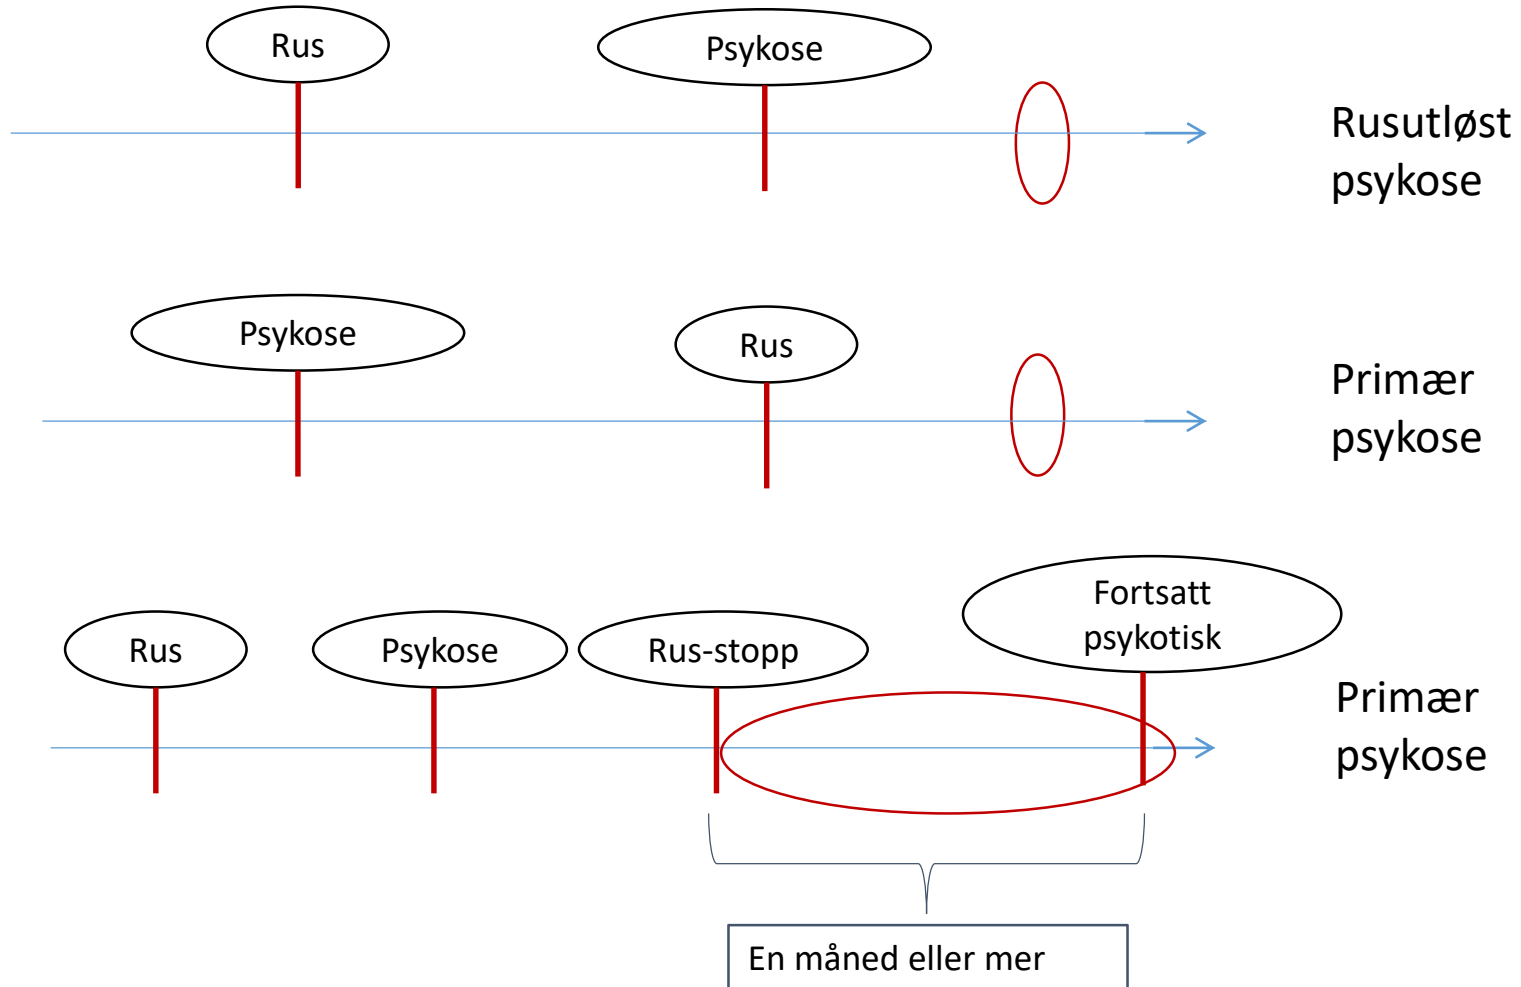 Rus
Psykose
Rusutløst
psykose
Psykose
Rus
Primær
psykose
Rus
Psykose
Rus-stopp
Fortsatt
psykotisk
Primær
psykose
En måned eller mer